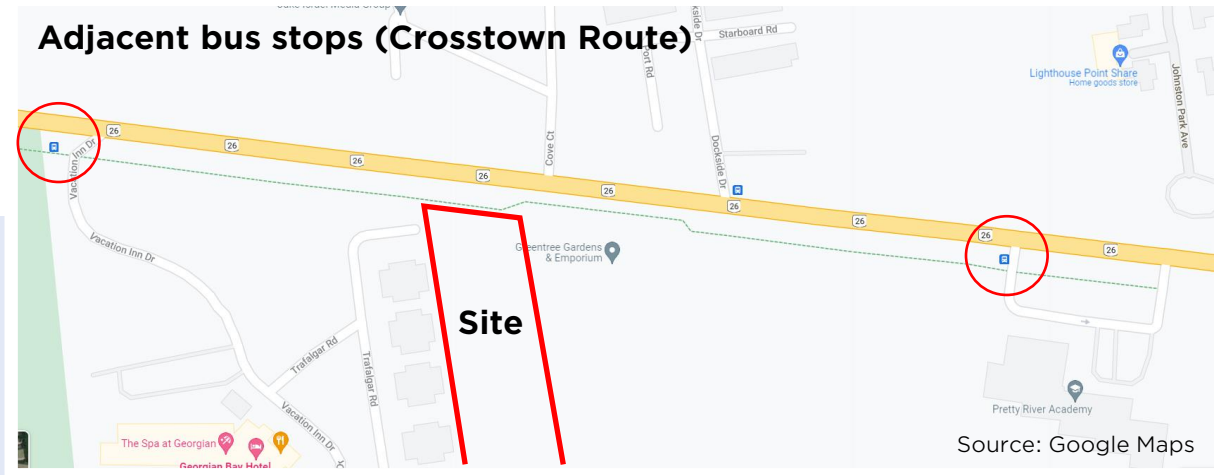 Adjacent bus stops (Crosstown Route)
Starboard Rd
Port Rd
Dockside Dr
Lighthouse Point Share
Home goods store
Johnston Park Ave
26
26
26
26
26
26
26
26
26
Cove Ct
Vacation Inn Dr
Vacation Inn Dr
Greentree Gardens
& Emporium
Site
Trafalgar Rd
Trafalgar Rd
Vacation Inn Dr
Pretty River Academy
The Spa at Georgian
Georgian Bay Hotel
Source: Google Maps